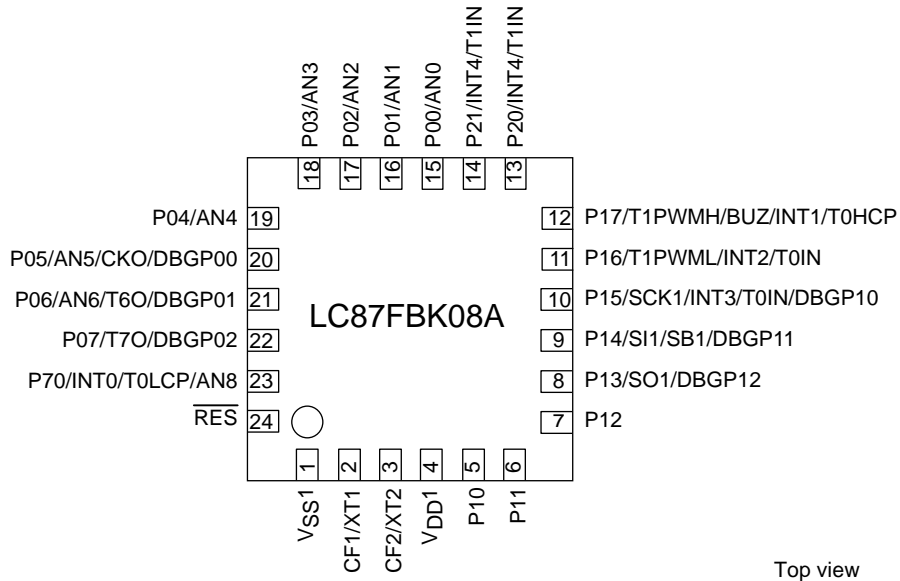 P03/AN3
P02/AN2
P01/AN1
P00/AN0
P21/INT4/T1IN
P20/INT4/T1IN
18
17
16
15
14
13
P04/AN4 19
P05/AN5/CKO/DBGP00 20
P06/AN6/T6O/DBGP01 21
P07/T7O/DBGP02 22
P70/INT0/T0LCP/AN8 23
RES 24
LC87FBK08A
12 P17/T1PWMH/BUZ/INT1/T0HCP
11 P16/T1PWML/INT2/T0IN
10 P15/SCK1/INT3/T0IN/DBGP10
9 P14/SI1/SB1/DBGP11
8 P13/SO1/DBGP12
7 P12
1
2
3
4
5
6
VSS1
CF1/XT1
CF2/XT2
VDD1
P10
P11
Top view